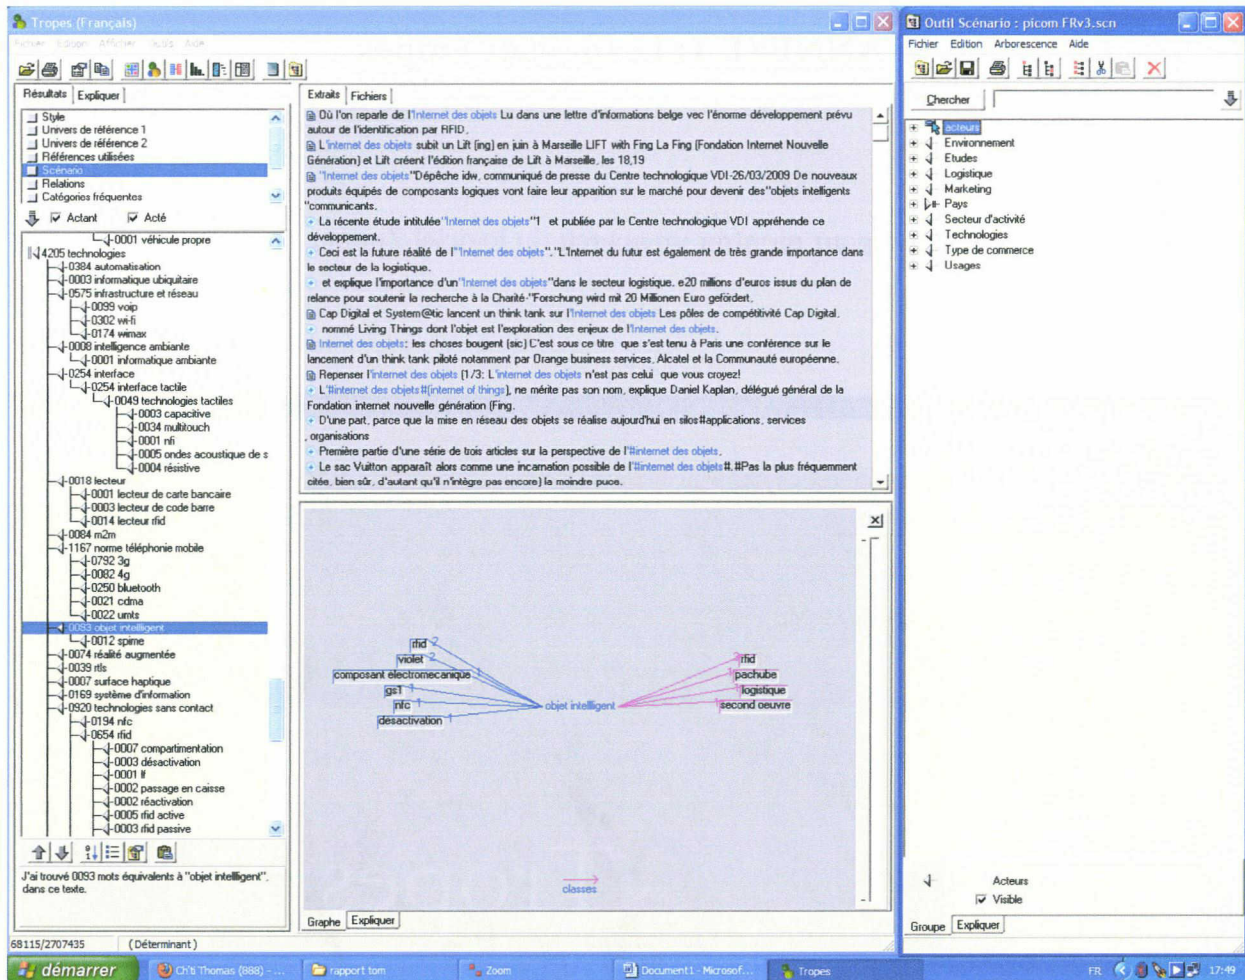 Tropes (Français)
Fichier Edition Afficher Outils Aide
Résultats Expliquer
Style
Univers de référence 1
Univers de référence 2
Références utilisées
Scénario
Relations
Catégories fréquentes
Actant Acté
0001 véhicule propre
4205 technologies
0384 automatisation
0003 informatique ubiquitaire
0575 infrastructure et réseau
0099 voip
0302 wi-fi
0174 wimax
0008 intelligence ambiante
0001 informatique ambiante
0254 interface
0254 interface tactile
0049 technologies tactiles
0003 capacitive
0034 multitouch
0001 nfi
0005 ondes acoustique de s
0004 résistive
0018 lecteur
0001 lecteur de carte bancaire
0003 lecteur de code barre
0014 lecteur rfid
0084 m2m
1167 norme téléphonie mobile
0792 3g
0082 4g
0250 bluetooth
0021 cdma
0022 umts
0093 objet intelligent
0012 spime
0074 réalité augmentée
0039 rtls
0007 surface haptique
0169 système d'information
0920 technologies sans contact
0194 nfc
0654 rfid
0007 compartimentation
0003 désactivation
0001 lf
0002 passage en caisse
0002 réactivation
0005 rfid active
0003 rfid passive
J'ai trouvé 0093 mots équivalents à "objet intelligent",
dans ce texte.
68115/2707435 (Déterminant)
Extraits Fichiers
Où l'on reparle de l'Internet des objets Lu dans une lettre d'informations belge vec l'énorme développement prévu
autour de l'identification par RFID,
L'internet des objets subit un Lift (ing) en juin à Marseille LIFT with Fing La Fing (Fondation Internet Nouvelle
Génération) et Lift créent l'édition française de Lift à Marseille, les 18,19
"Internet des objets"Dépêche idw, communiqué de presse du Centre technologique VDI-26/03/2009 De nouveaux
produits équipés de composants logiques vont faire leur apparition sur le marché pour devenir des"objets intelligents
"communicants.
La récente étude intitulée"Internet des objets"1 et publiée par le Centre technologique VDI appréhende ce
développement.
Ceci est la future réalité de l'"Internet des objets"."L'Internet du futur est également de très grande importance dans
le secteur de la logistique.
et explique l'importance d'un"Internet des objets"dans le secteur logistique. e20 millions d'euros issus du plan de
relance pour soutenir la recherche à la Charité-"Forschung wird mit 20 Millionen Euro gefördert,
Cap Digital et System@tic lancent un think tank sur l'Internet des objets Les pôles de compétitivité Cap Digital,
nommé Living Things dont l'objet est l'exploration des enjeux de l'Internet des objets,
Internet des objets: les choses bougent (sic) C'est sous ce titre que s'est tenu à Paris une conférence sur le
lancement d'un think tank piloté notamment par Orange business services, Alcatel et la Communauté européenne.
Repenser l'internet des objets (1/3: L'internet des objets n'est pas celui que vous croyez!
L'#internet des objets#(internet of things), ne mérite pas son nom, explique Daniel Kaplan, délégué général de la
Fondation internet nouvelle génération (Fing.
D'une part, parce que la mise en réseau des objets se réalise aujourd'hui en silos#applications, services
, organisations
Première partie d'une série de trois articles sur la perspective de l'#internet des objets,
Le sac Vuitton apparaît alors comme une incarnation possible de l'#internet des objets#.#Pas la plus fréquemment
citée, bien sûr, d'autant qu'il n'intègre pas encore) la moindre puce.
rfid 2
violet 2
composant électromecanique 1
gs1 1
nfc 1
désactivation 1
objet intelligent
2 rfid
1 pachube
1 logistique
1 second oeuvre
classes
Graphe Expliquer
Outil Scénario : picom FRv3.scn
Fichier Edition Arborescence Aide
Chercher
acteurs
Environnement
Etudes
Logistique
Marketing
Pays
Secteur d'activité
Technologies
Type de commerce
Usages
Acteurs
Visible
Groupe Expliquer
démarrer Ch'ti Thomas (888) - ... rapport tom Zoom Document1 - Microsof... Tropes FR 17:49